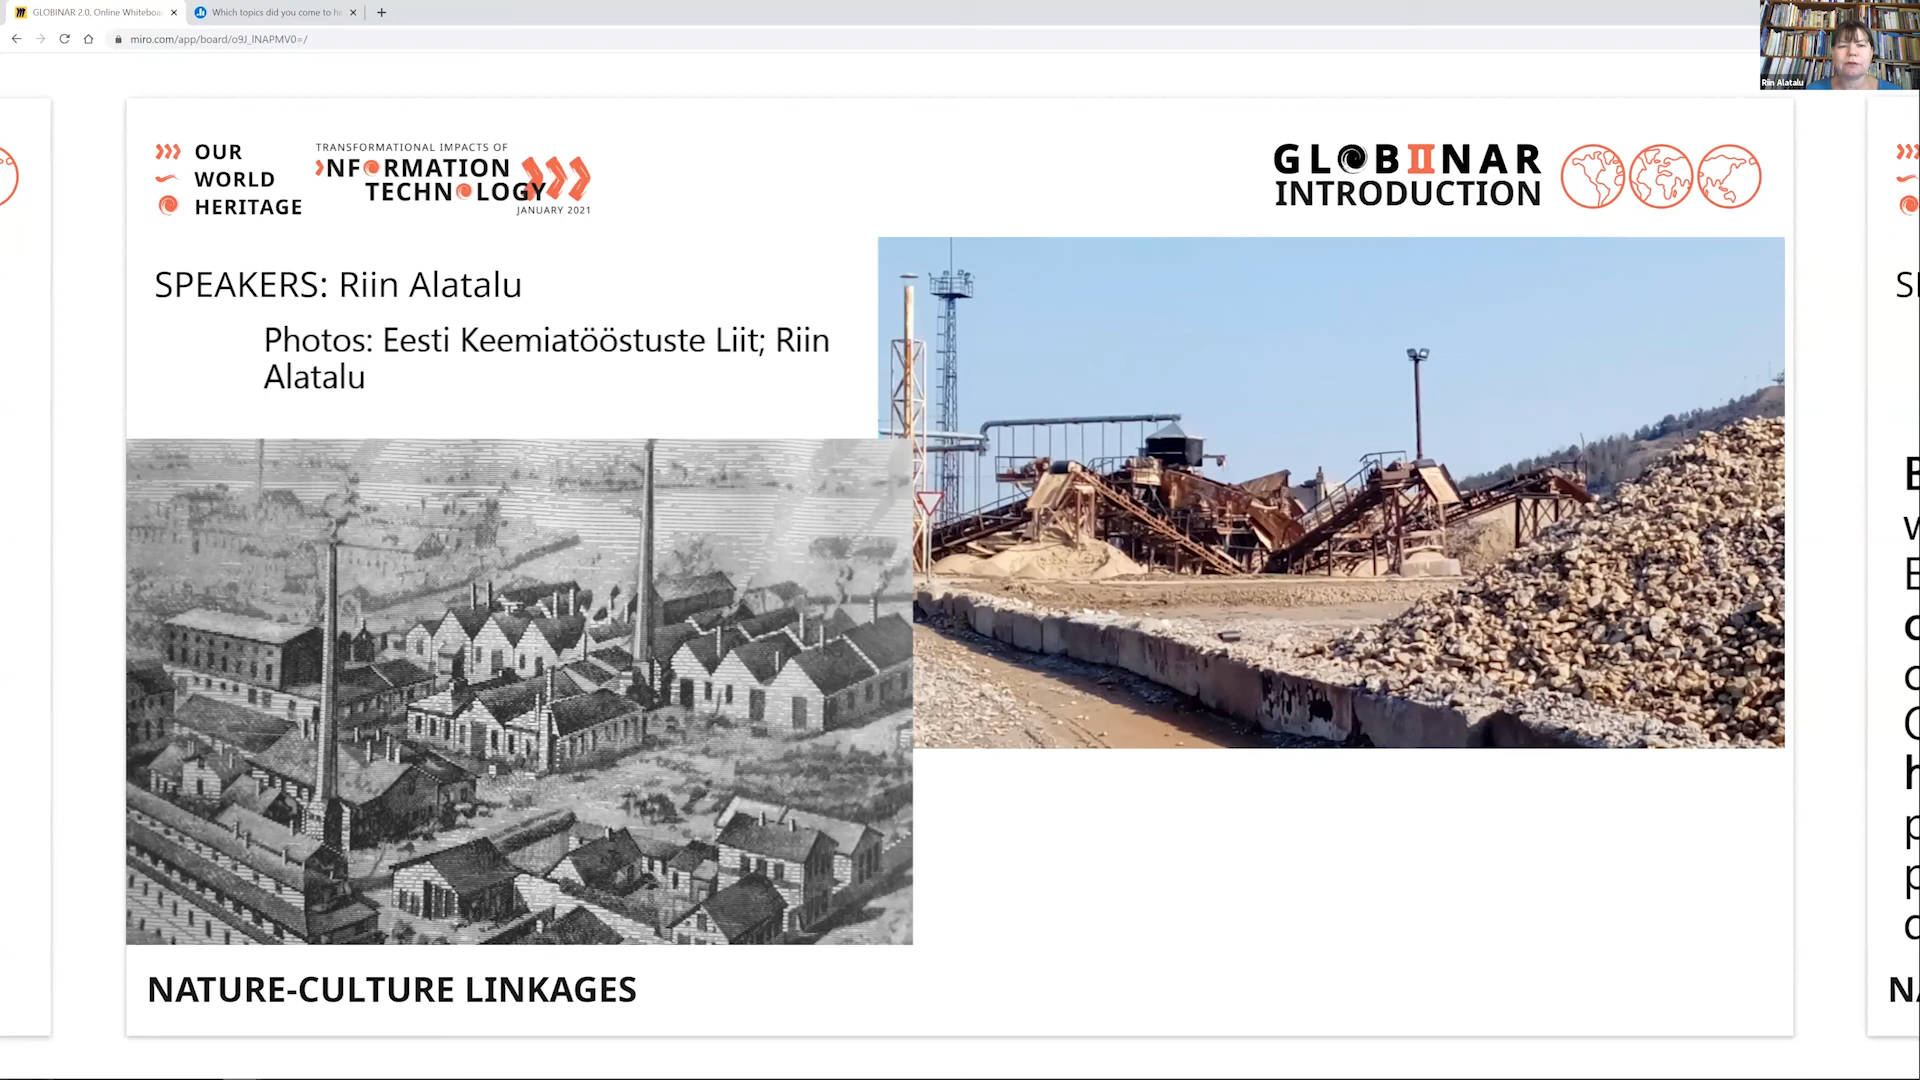 GLOBINAR 2.0, Online Whiteboa
Which topics did you come to he
miro.com/app/board/o9J_lNAPMV0=/
Riin Alatalu
OUR
WORLD
HERITAGE
TRANSFORMATIONAL IMPACTS OF
INFORMATION
TECHNOLOGY
JANUARY 2021
GLOBIINAR
INTRODUCTION
SPEAKERS: Riin Alatalu
Photos: Eesti Keemiatööstuste Liit; Riin
Alatalu
NATURE-CULTURE LINKAGES